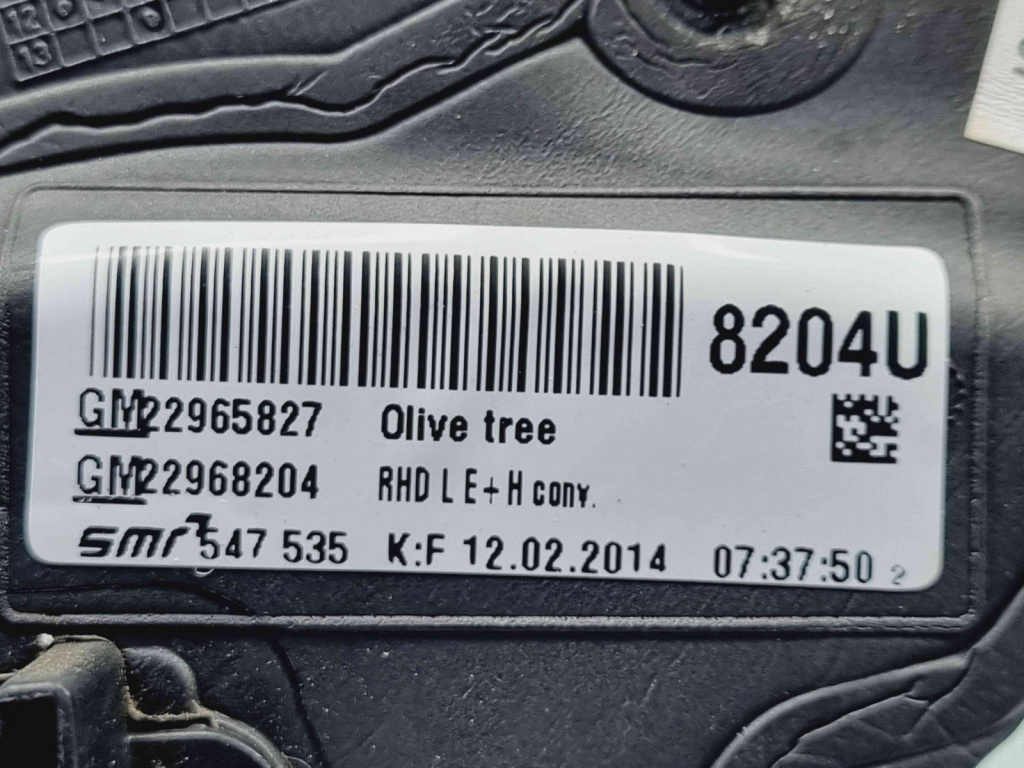 12
13
8204U
GM22965827 Olive tree
GM22968204 RHD L E+H conv.
smr 547 535 K:F 12.02.2014 07:37:50 2